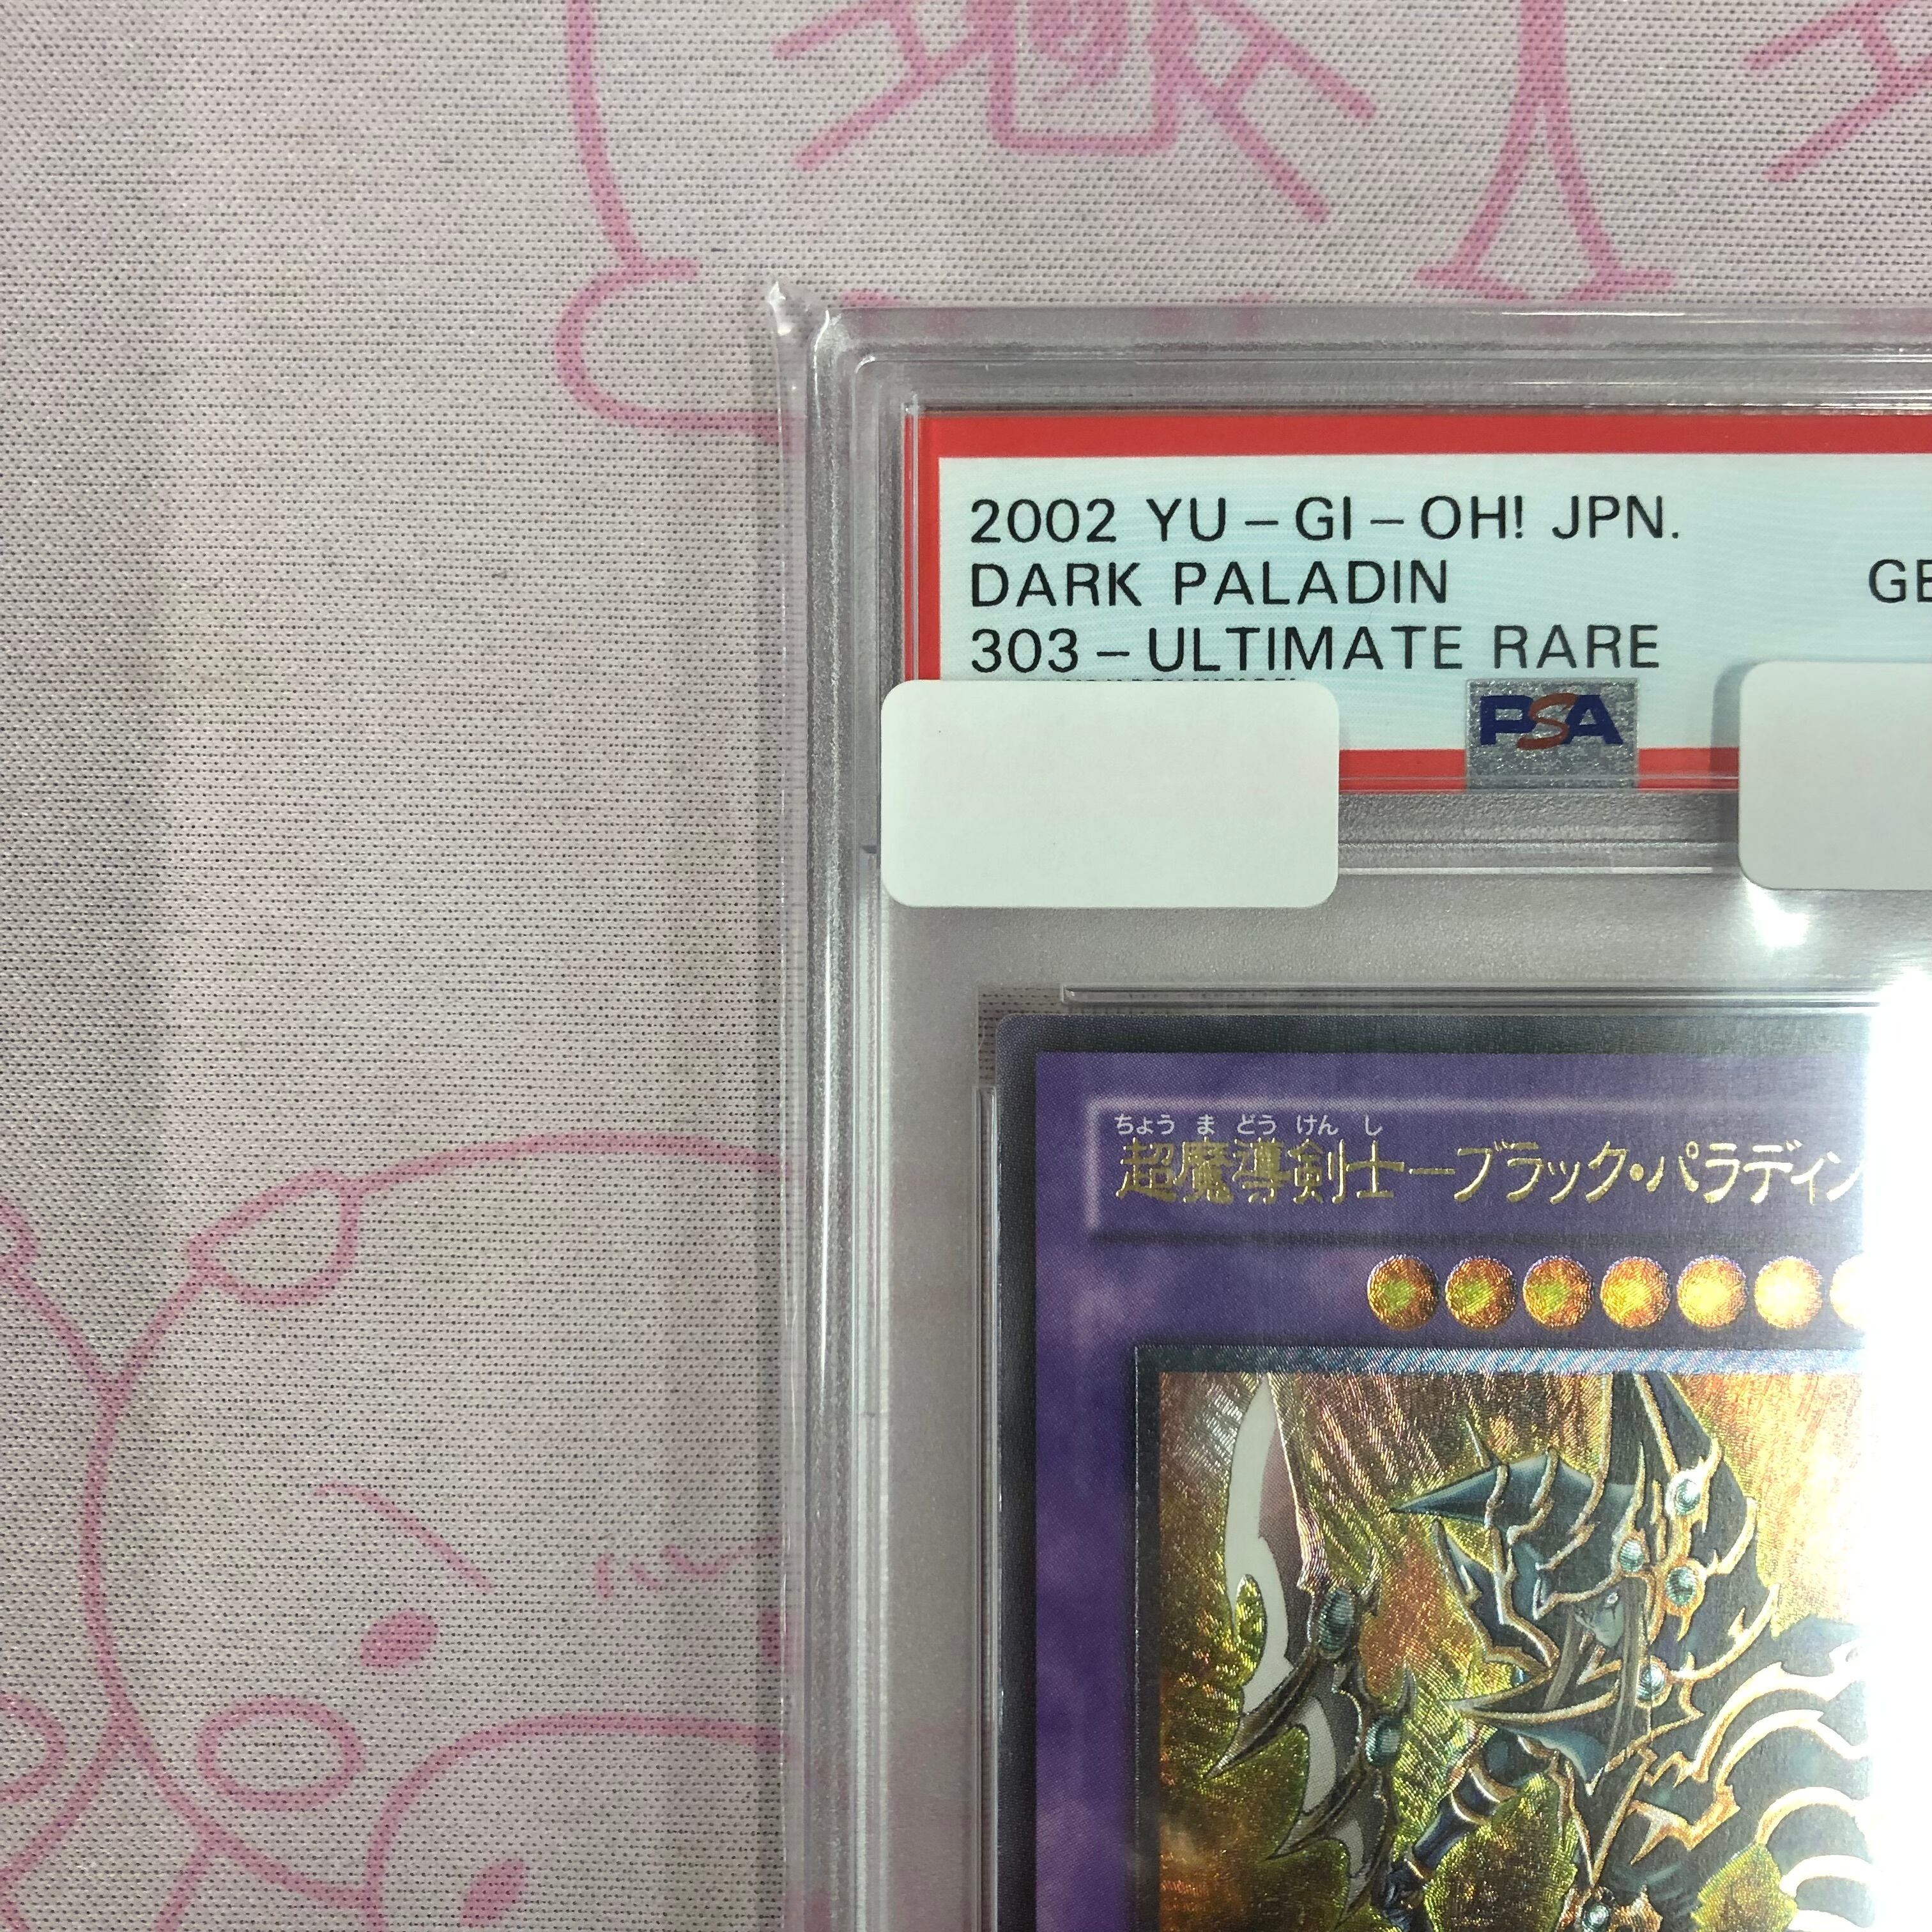 2002 YU-GI-OH! JPN.
DARK PALADIN
GE
303-ULTIMATE RARE
PSA
ちょう ま どう けん し
超魔導剣士－ブラック・パラディン